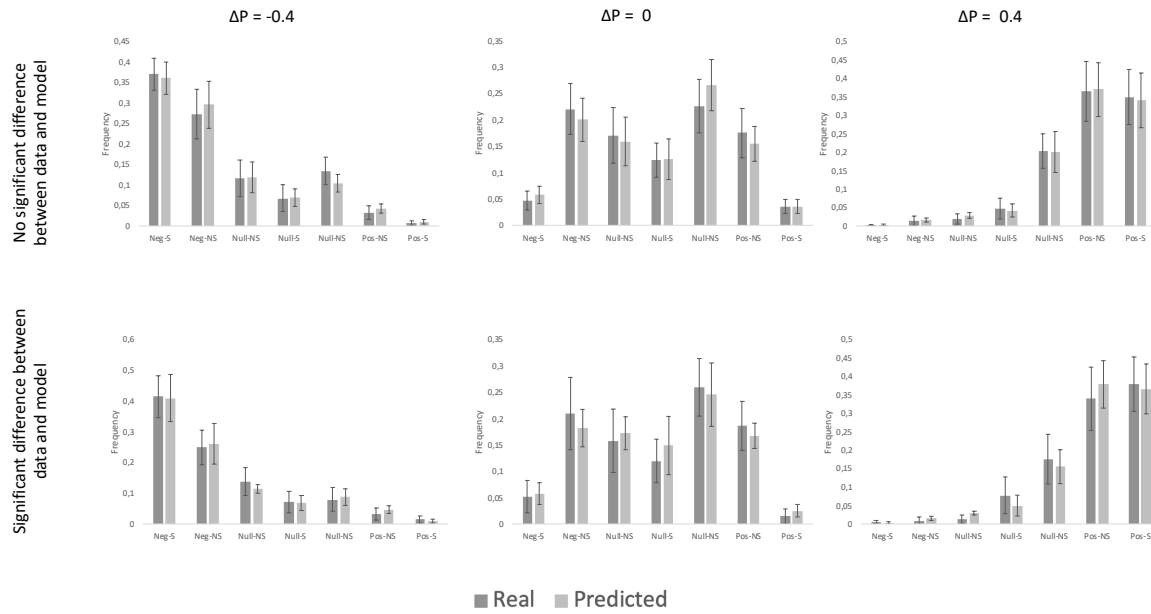 ΔP = -0.4
ΔP = 0
ΔP = 0.4
No significant difference
between data and model
Frequency
0,45
0,4
0,35
0,3
0,25
0,2
0,15
0,1
0,05
0
Neg-S Neg-NS Null-NS Null-S Null-NS Pos-NS Pos-S
Frequency
0,35
0,3
0,25
0,2
0,15
0,1
0,05
0
Neg-S Neg-NS Null-NS Null-S Null-NS Pos-NS Pos-S
Frequency
0,5
0,45
0,4
0,35
0,3
0,25
0,2
0,15
0,1
0,05
0
Neg-S Neg-NS Null-NS Null-S Null-NS Pos-NS Pos-S
Significant difference between
data and model
Frequency
0,6
0,5
0,4
0,3
0,2
0,1
0
Neg-S Neg-NS Null-NS Null-S Null-NS Pos-NS Pos-S
Frequency
0,35
0,3
0,25
0,2
0,15
0,1
0,05
0
Neg-S Neg-NS Null-NS Null-S Null-NS Pos-NS Pos-S
Frequency
0,5
0,45
0,4
0,35
0,3
0,25
0,2
0,15
0,1
0,05
0
Neg-S Neg-NS Null-NS Null-S Null-NS Pos-NS Pos-S
Real Predicted